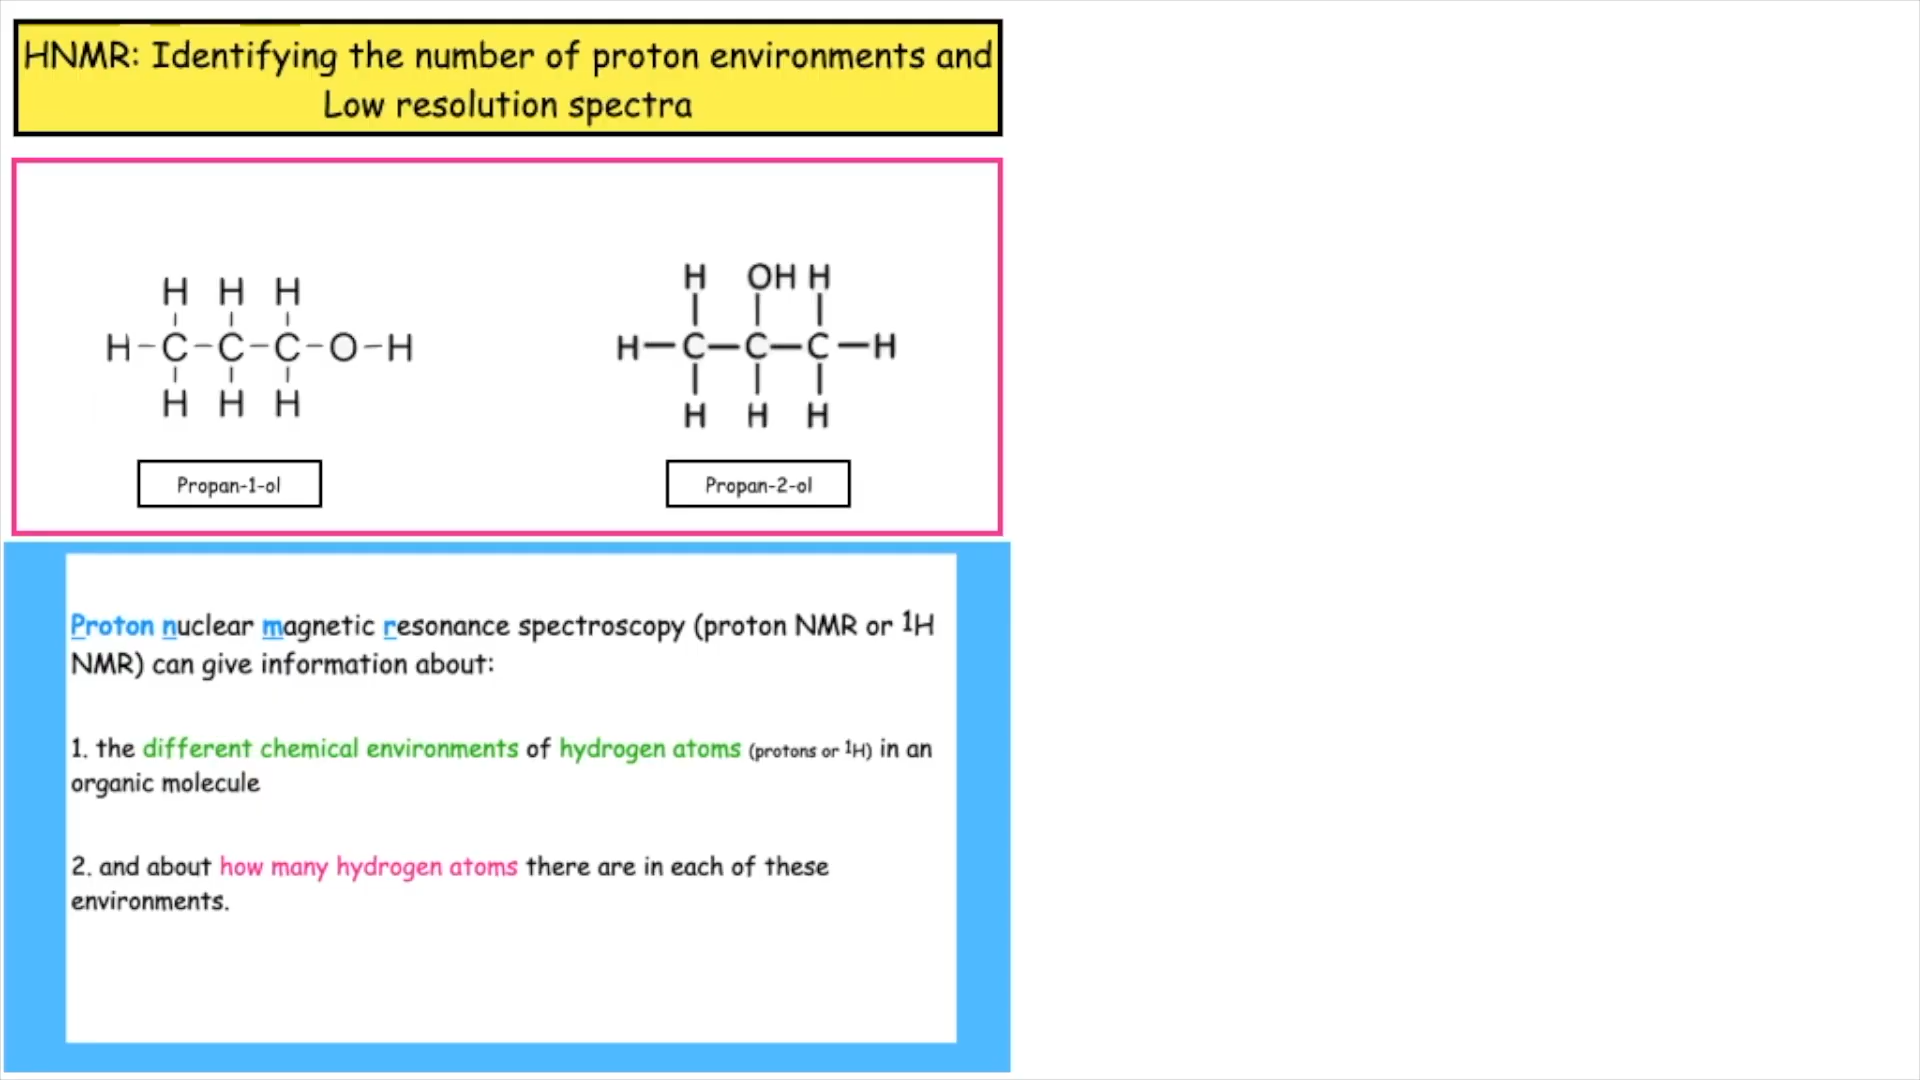 HNMR: Identifying the number of proton environments and
Low resolution spectra
H H H
H-C-C-C-O-H
H H H
Propan-1-ol
H OH H
H-C-C-C-H
H H H
Propan-2-ol
Proton nuclear magnetic resonance spectroscopy (proton NMR or ¹H
NMR) can give information about:
1. the different chemical environments of hydrogen atoms (protons or ¹H) in an
organic molecule
2. and about how many hydrogen atoms there are in each of these
environments.